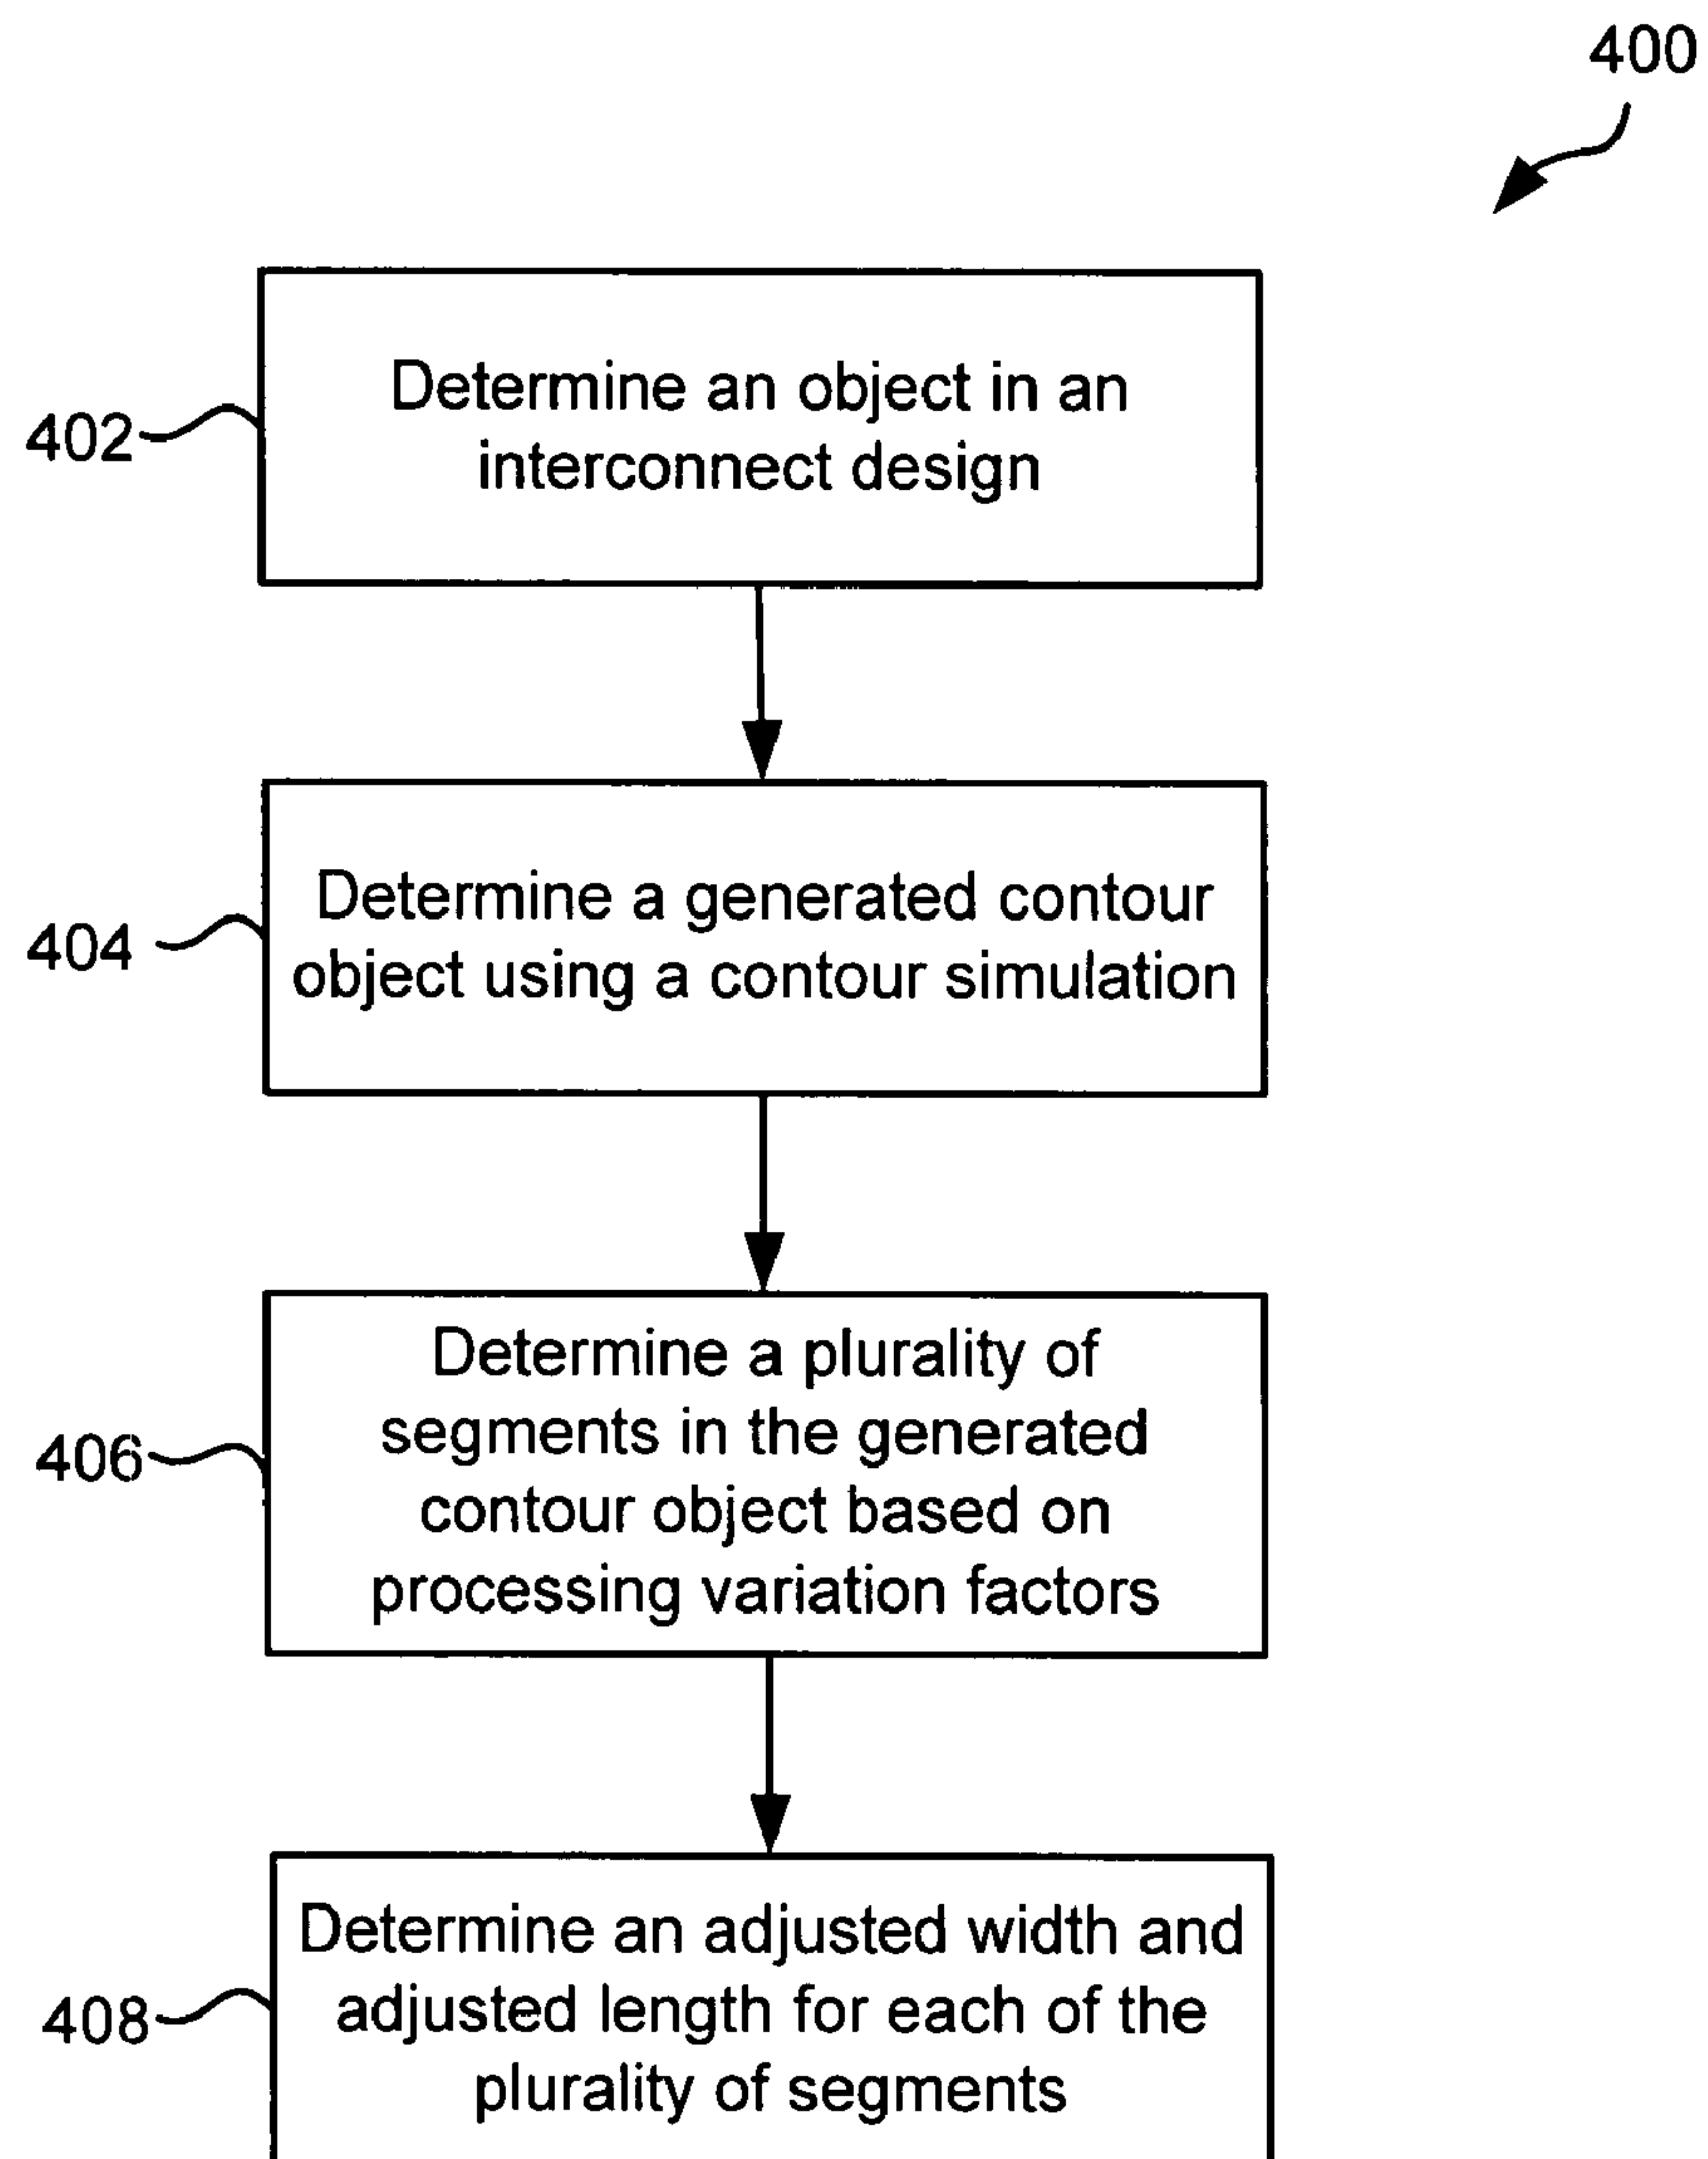 400
402
Determine an object in an
interconnect design
404
Determine a generated contour
object using a contour simulation
406
Determine a plurality of
segments in the generated
contour object based on
processing variation factors
408
Determine an adjusted width and
adjusted length for each of the
plurality of segments